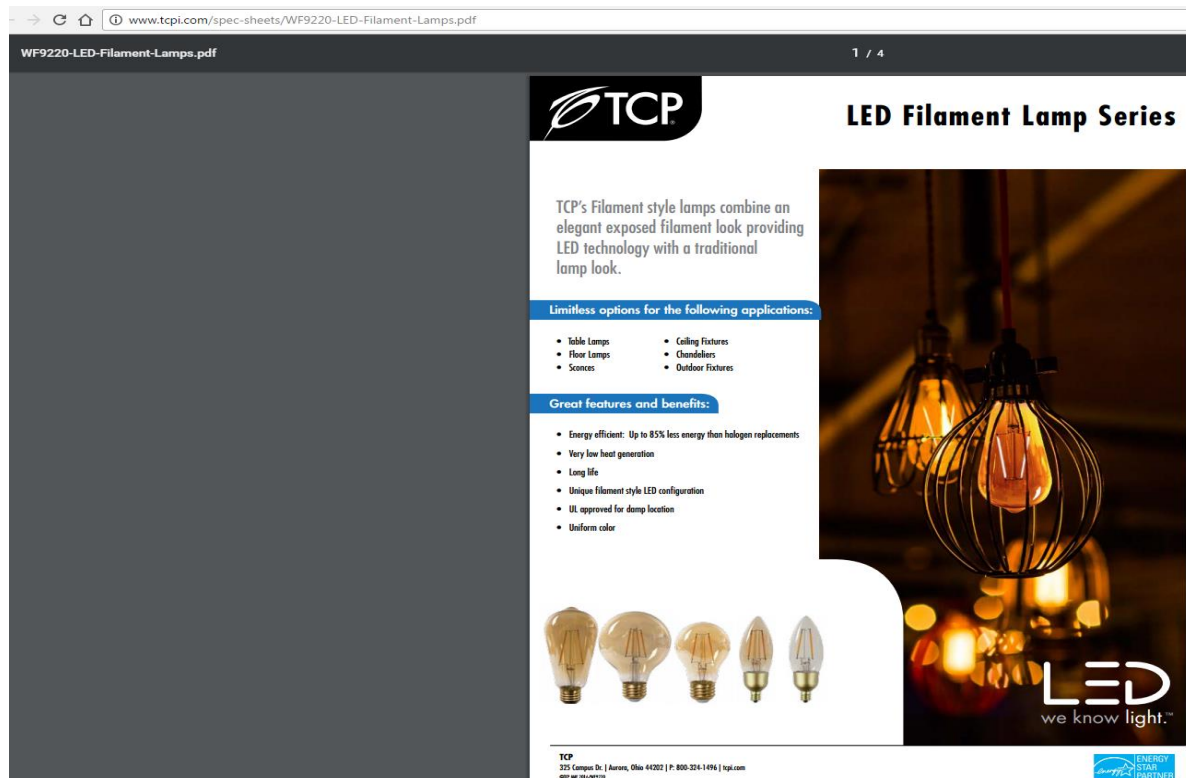 www.tcpi.com/spec-sheets/WF9220-LED-Filament-Lamps.pdf
WF9220-LED-Filament-Lamps.pdf
1 / 4
TCP
LED Filament Lamp Series
TCP's Filament style lamps combine an
elegant exposed filament look providing
LED technology with a traditional
lamp look.
Limitless options for the following applications:
• Table Lamps
• Floor Lamps
• Sconces
• Ceiling Fixtures
• Chandeliers
• Outdoor Fixtures
Great features and benefits:
• Energy efficient: Up to 85% less energy than halogen replacements
• Very low heat generation
• Long life
• Unique filament style LED configuration
• UL approved for damp location
• Uniform color
LED
we know light.™
TCP
325 Campus Dr. | Aurora, Ohio 44202 | P: 800-324-1496 | tcpi.com
ENERGY
STAR
PARTNER